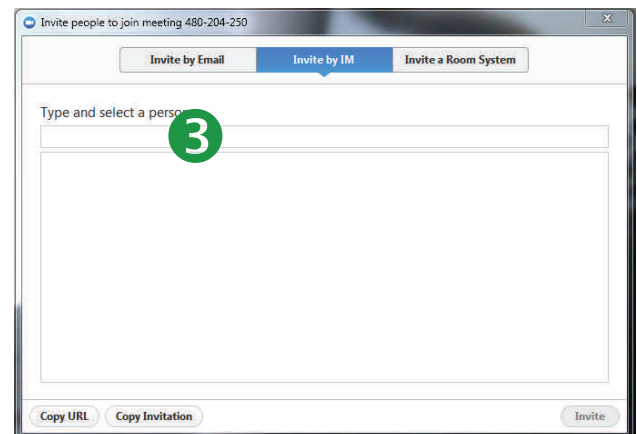 Invite people to join meeting 480-204-250
x
Invite by Email Invite by IM Invite a Room System
Type and select a person
3
Copy URL Copy Invitation Invite